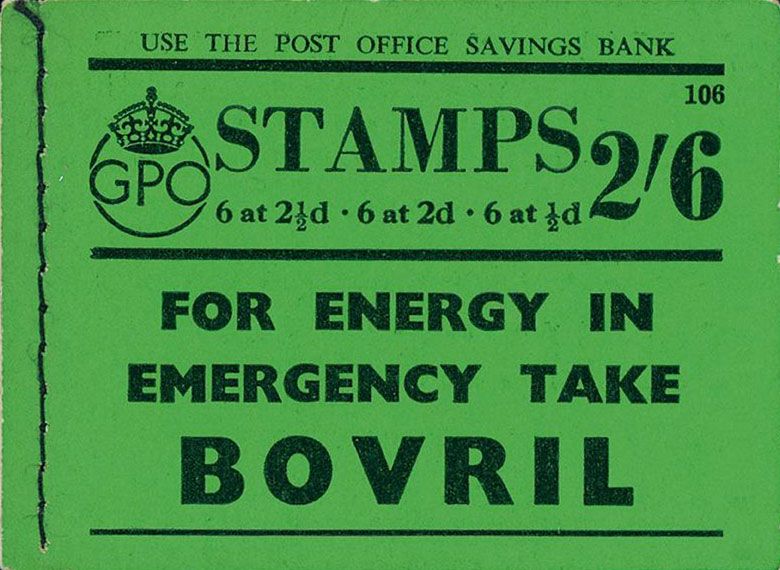 USE THE POST OFFICE SAVINGS BANK
106
GPO
STAMPS 2/6
6 at 2½d · 6 at 2d · 6 at ½d
FOR ENERGY IN
EMERGENCY TAKE
BOVRIL